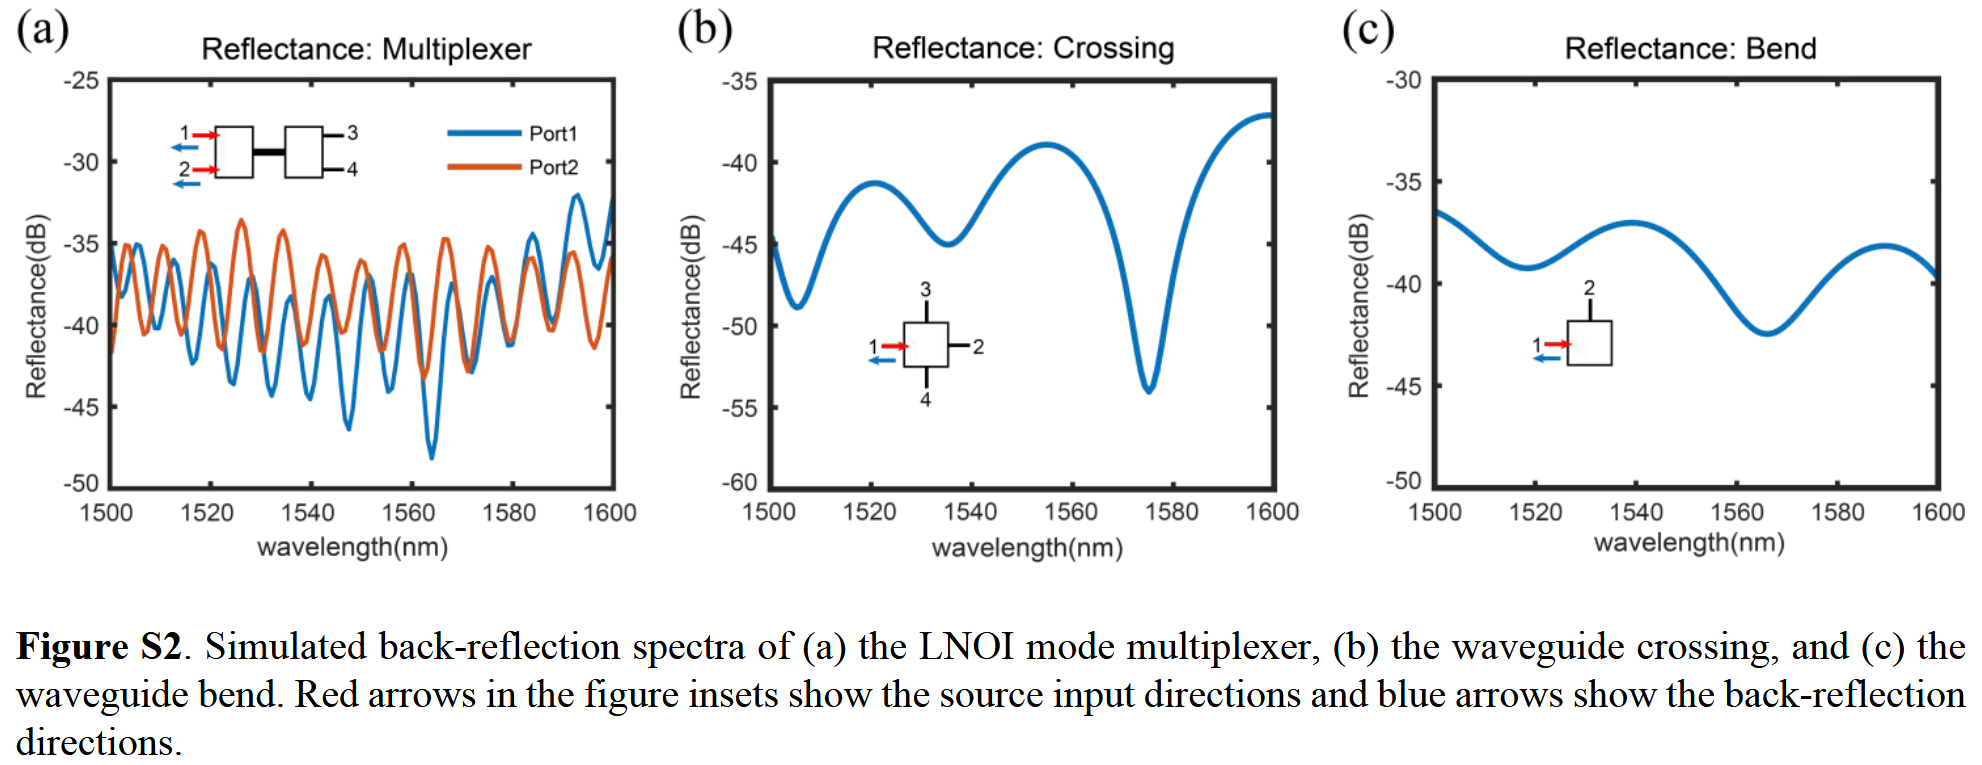 (a)
Reflectance: Multiplexer
Reflectance(dB)
-25
-30
-35
-40
-45
-50
1500 1520 1540 1560 1580 1600
wavelength(nm)
1
2
3
4
Port1
Port2
(b)
Reflectance: Crossing
Reflectance(dB)
-35
-40
-45
-50
-55
-60
1500 1520 1540 1560 1580 1600
wavelength(nm)
3
1
2
4
(c)
Reflectance: Bend
Reflectance(dB)
-30
-35
-40
-45
-50
1500 1520 1540 1560 1580 1600
wavelength(nm)
2
1
Figure S2. Simulated back-reflection spectra of (a) the LNOI mode multiplexer, (b) the waveguide crossing, and (c) the
waveguide bend. Red arrows in the figure insets show the source input directions and blue arrows show the back-reflection
directions.